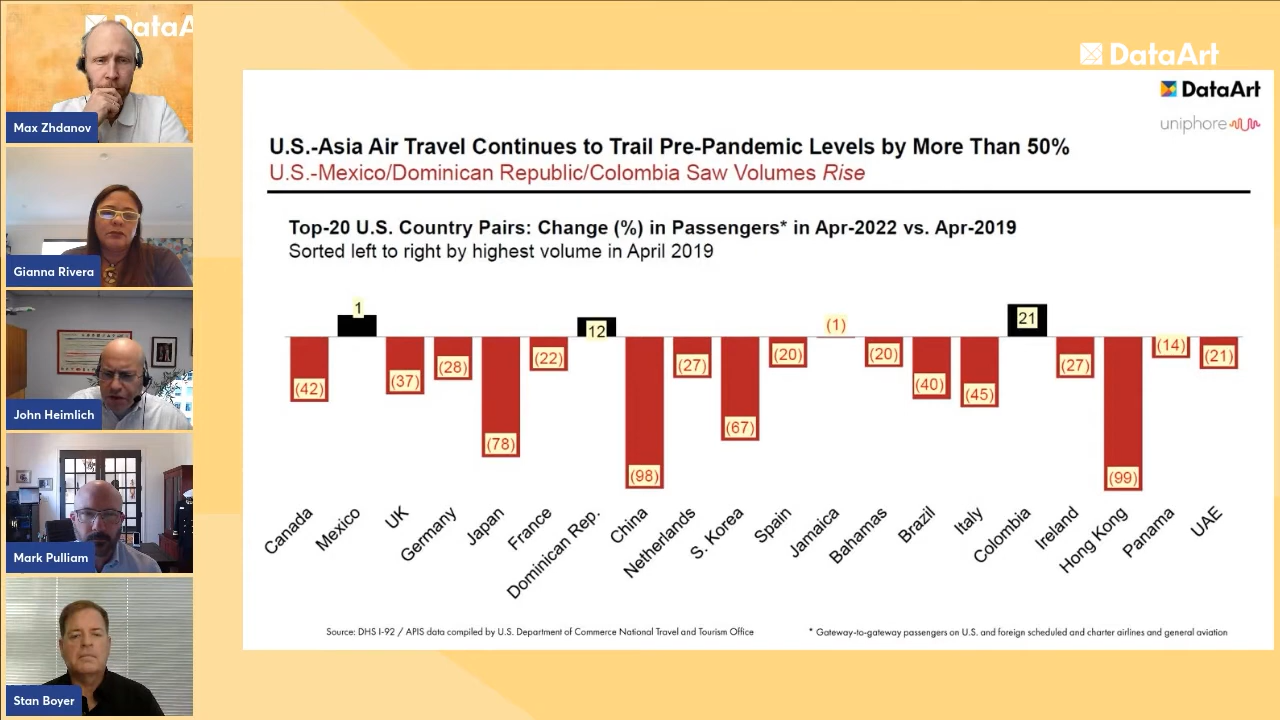 DataArt
Max Zhdanov
Gianna Rivera
John Heimlich
Mark Pulliam
Stan Boyer
DataArt
DataArt
uniphore
U.S.-Asia Air Travel Continues to Trail Pre-Pandemic Levels by More Than 50%
U.S.-Mexico/Dominican Republic/Colombia Saw Volumes Rise
Top-20 U.S. Country Pairs: Change (%) in Passengers* in Apr-2022 vs. Apr-2019
Sorted left to right by highest volume in April 2019
(42)
1
(37)
(28)
(78)
(22)
12
(98)
(27)
(67)
(20)
(1)
(20)
(40)
(45)
21
(27)
(99)
(14)
(21)
Canada
Mexico
UK
Germany
Japan
France
Dominican Rep.
China
Netherlands
S. Korea
Spain
Jamaica
Bahamas
Brazil
Italy
Colombia
Ireland
Hong Kong
Panama
UAE
Source: DHS I-92 / APIS data compiled by U.S. Department of Commerce National Travel and Tourism Office
* Gateway-to-gateway passengers on U.S. and foreign scheduled and charter airlines and general aviation